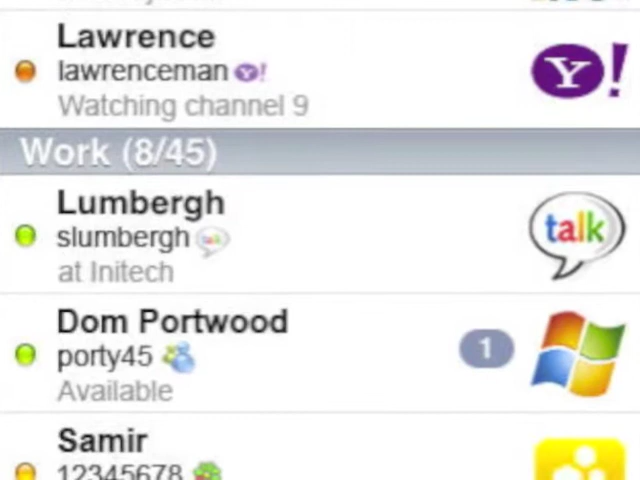 Lawrence
lawrenceman Y!
Y!
Watching channel 9
Work (8/45)
Lumbergh
slumbergh talk
talk
at Initech
Dom Portwood
porty45
1
Available
Samir
12345678